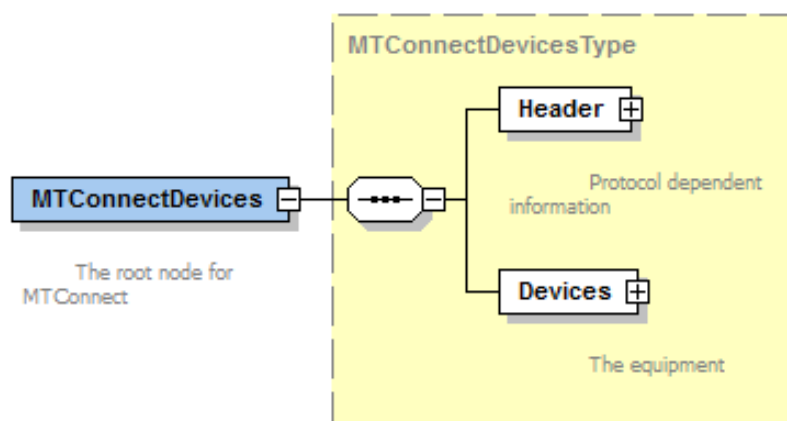 MTConnectDevicesType
Header
Protocol dependent
information
MTConnectDevices
The root node for
MTConnect
Devices
The equipment